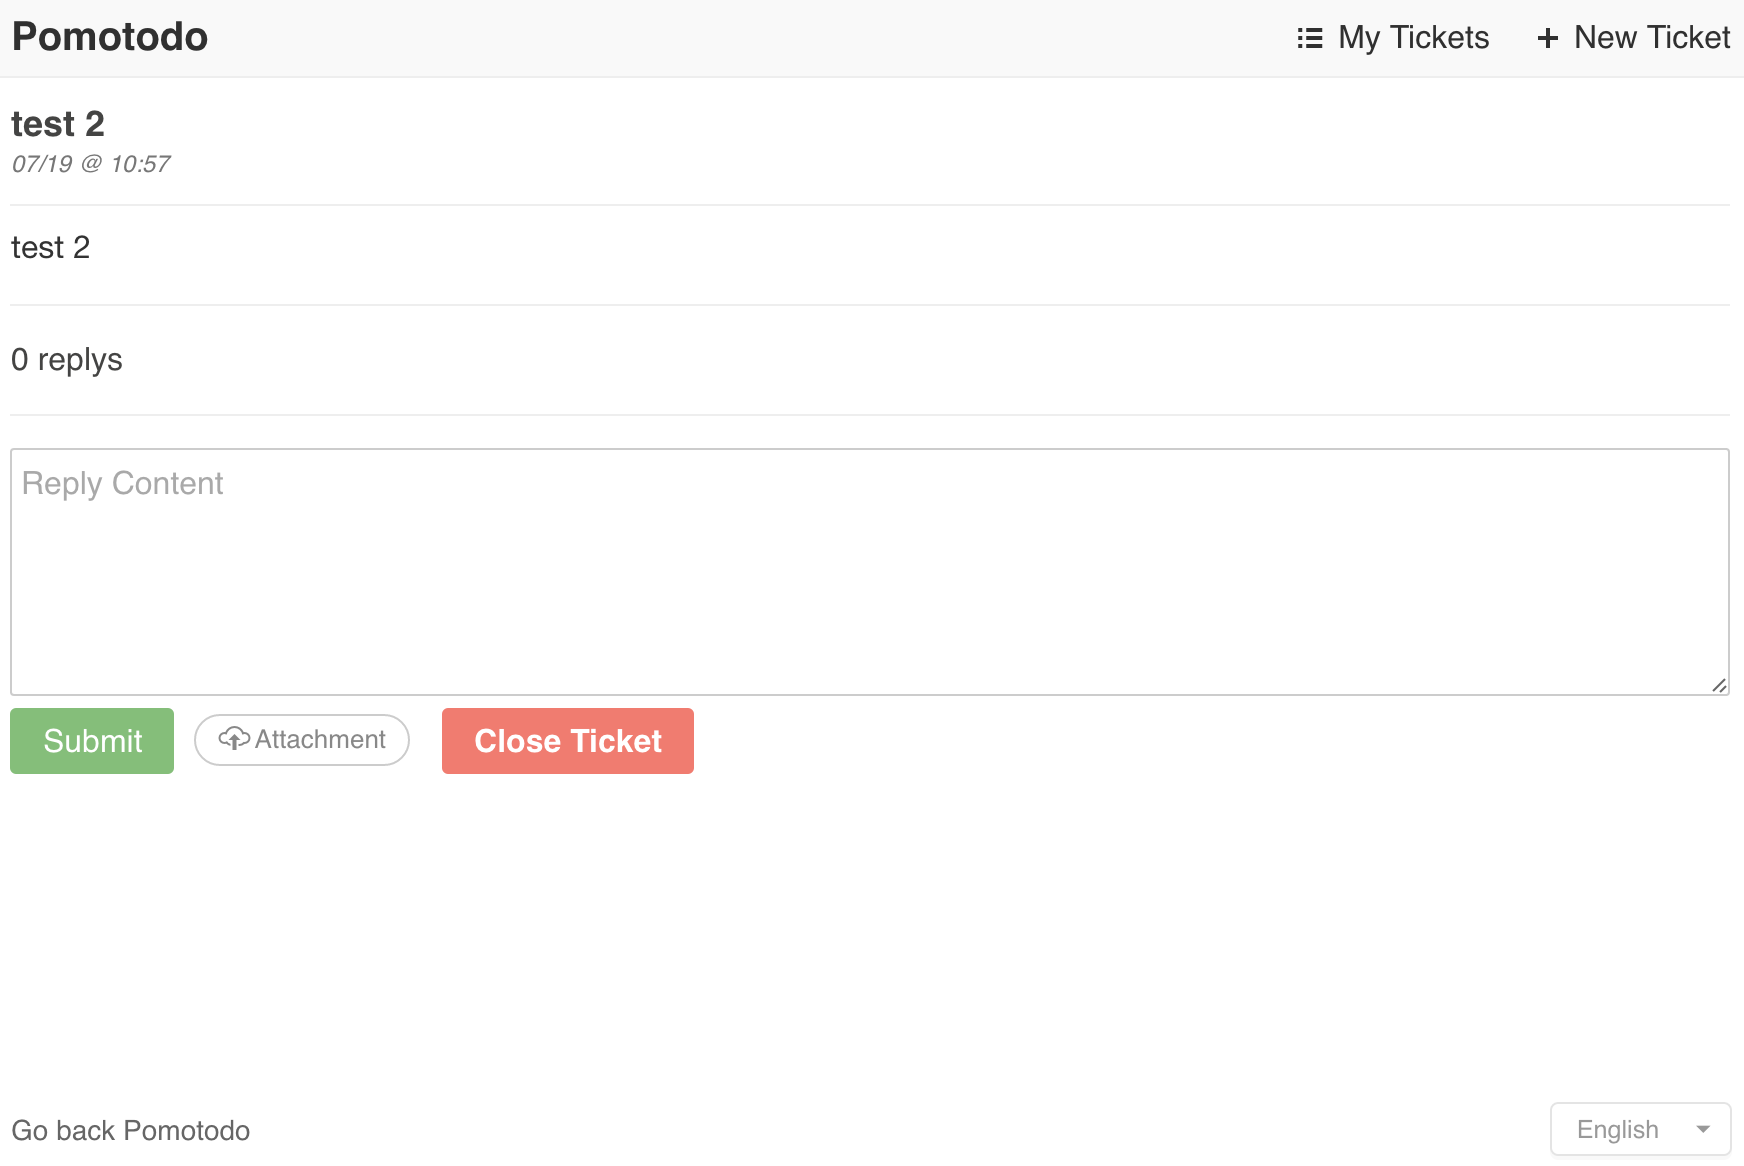 Pomotodo My Tickets New Ticket
test 2
07/19 @ 10:57
test 2
0 replys
Reply Content
Submit Attachment Close Ticket
Go back Pomotodo English